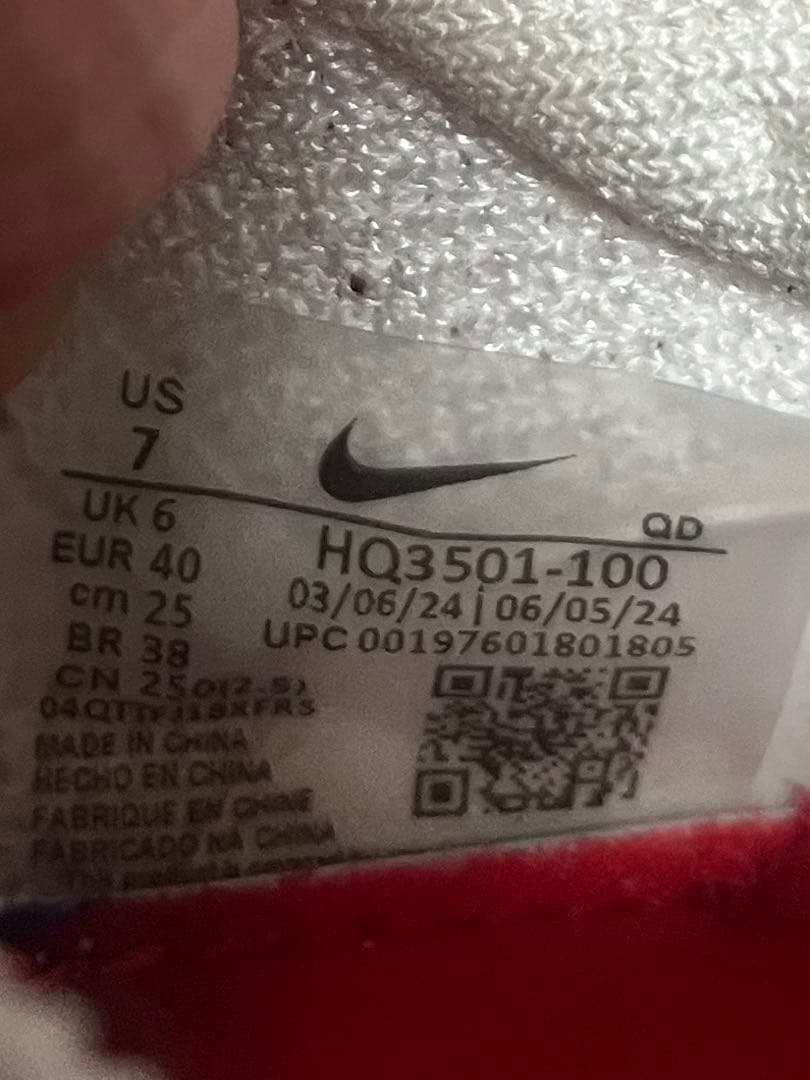 US
7
UK 6
EUR 40
cm 25
BR 38
CN 250(2.5)
MADE IN CHINA
HECHO EN CHINA
FABRIQUE EN CHINE
FABRICADO NA CHINA
QD
HQ3501-100
03/06/24 | 06/05/24
UPC 00197601801805